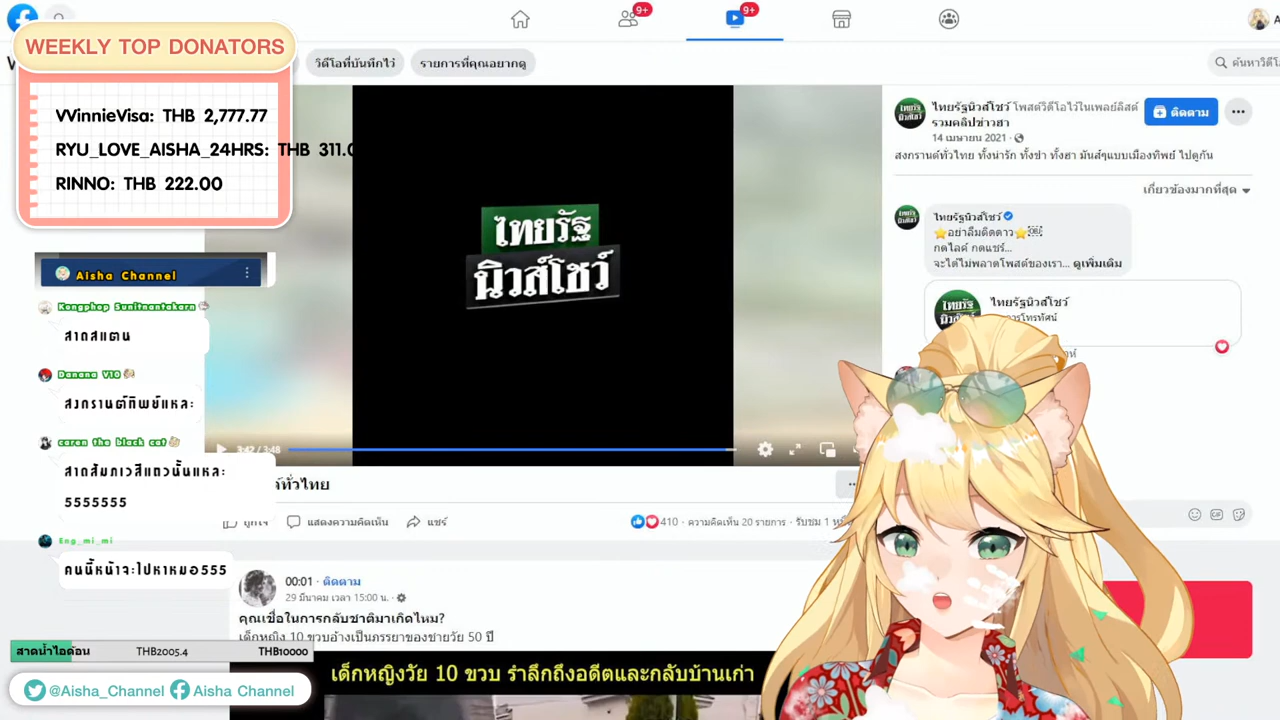 WEEKLY TOP DONATORS
WinnieVisa: THB 2,777.77
RYU_LOVE_AISHA_24HRS: THB 311.0
RINNO: THB 222.00
9+
9+
วิดีโอที่บันทึกไว้
รายการที่คุณอยากดู
ค้นหาวิดีโอ
ไทยรัฐ
นิวส์โชว์
ไทยรัฐนิวส์โชว์ โพสต์วิดีโอไว้ในเพลย์ลิสต์
รวมคลิปข่าวฮา
14 เมษายน 2021
ติดตาม
สงกรานต์ทั่วไทย ทั้งน่ารัก ทั้งขำ ทั้งฮา มันส์ๆแบบเมืองทิพย์ ไปดูกัน
เกี่ยวข้องมากที่สุด
ไทยรัฐนิวส์โชว์
อย่าลืมติดดาว
กดไลค์ กดแชร์...
จะได้ไม่พลาดโพสต์ของเรา... ดูเพิ่มเติม
ไทยรัฐนิวส์โชว์
Aisha Channel
Kongphop Sunitnantakarn
สาดสแตน
Danana V10
สงกรานต์ทิพย์แหละ
caren the black cat
สาดสัมภเวสีแถวนั้นแหละ
5555555
Eng_mi_mi
คนนี้หน้าจะไปหาหมอ555
3:42 / 3:48
ต์ทั่วไทย
ถูกใจ
แสดงความคิดเห็น
แชร์
410 · ความคิดเห็น 20 รายการ · รับชม 1 หมื่
00:01 · ติดตาม
29 มีนาคม เวลา 15:00 น.
คุณเชื่อในการกลับชาติมาเกิดไหม?
เด็กหญิง 10 ขวบอ้างเป็นภรรยาของชายวัย 50 ปี
เด็กหญิงวัย 10 ขวบ รำลึกถึงอดีตและกลับบ้านเก่า
สาดน้ำไอด้อน
THB2005.4
THB10000
@Aisha_Channel
Aisha Channel